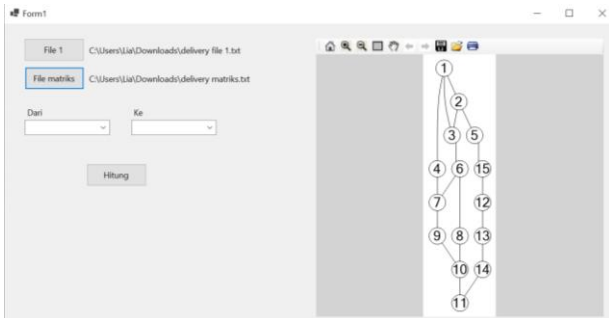 Form1
File 1 C:\Users\Lia\Downloads\delivery file 1.txt
File matriks C:\Users\Lia\Downloads\delivery matriks.txt
Dari Ke
Hitung
1
2
3 5
4 6 15
7 12
9 8 13
10 14
11